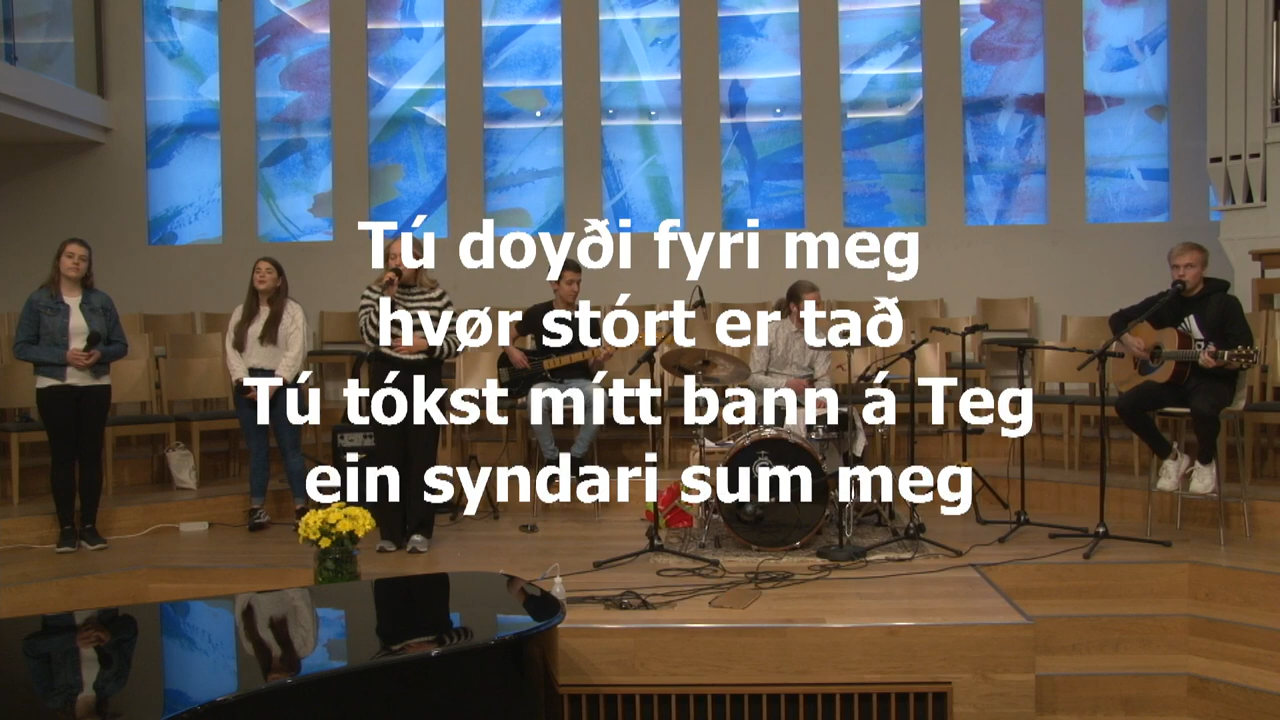 Tú doyði fyri meg
hvør stórt er tað
Tú tókst mítt bann á Teg
ein syndari sum meg